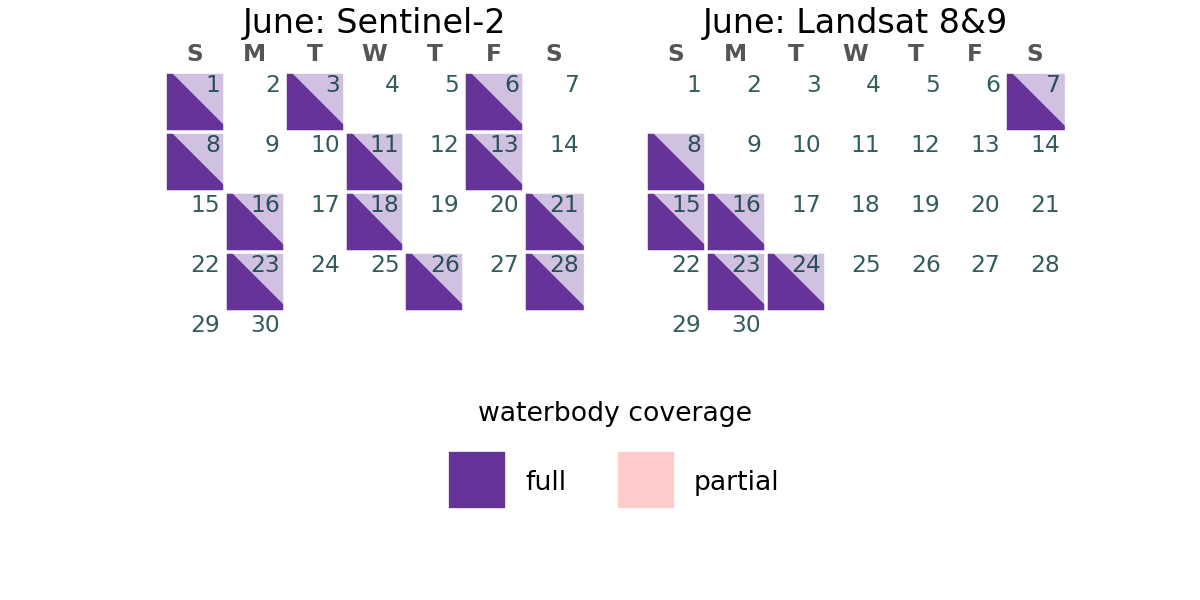 June: Sentinel-2
S M T W T F S
1 2 3 4 5 6 7
8 9 10 11 12 13 14
15 16 17 18 19 20 21
22 23 24 25 26 27 28
29 30
June: Landsat 8&9
S M T W T F S
1 2 3 4 5 6 7
8 9 10 11 12 13 14
15 16 17 18 19 20 21
22 23 24 25 26 27 28
29 30
waterbody coverage
full partial